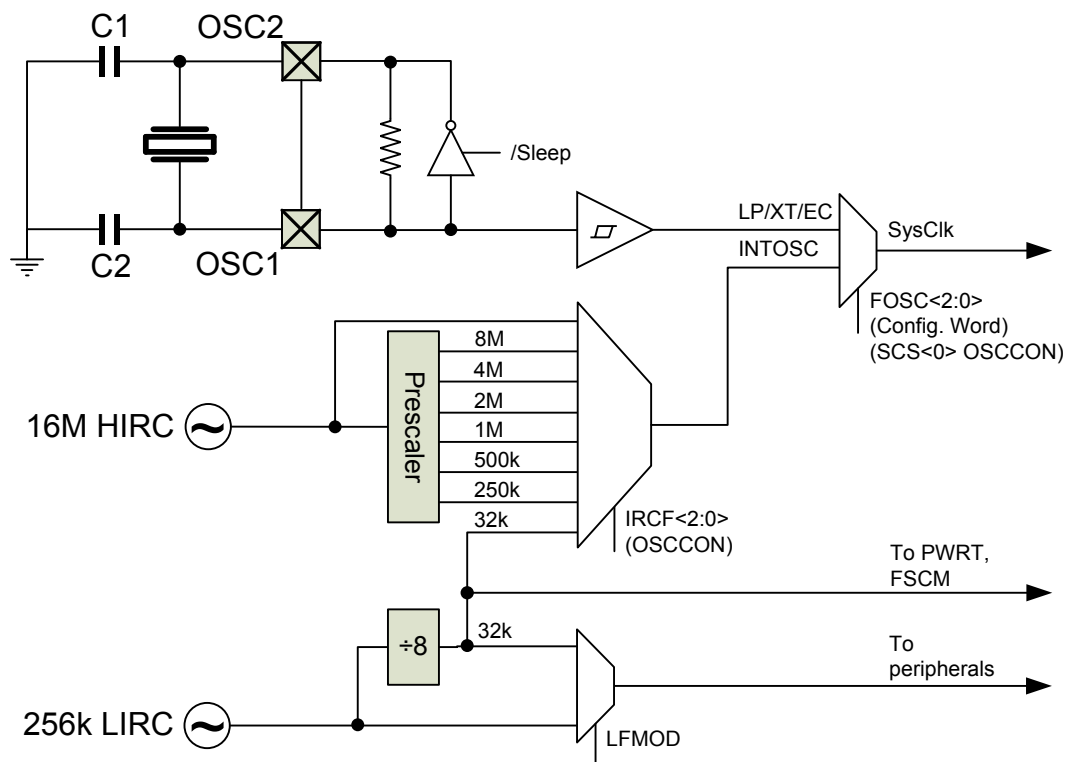 C1
OSC2
/Sleep
C2
OSC1
LP/XT/EC
INTOSC
SysClk
FOSC<2:0>
(Config. Word)
(SCS<0> OSCCON)
16M HIRC
Prescaler
8M
4M
2M
1M
500k
250k
32k
IRCF<2:0>
(OSCCON)
To PWRT,
FSCM
÷8
32k
To
peripherals
256k LIRC
LFMOD